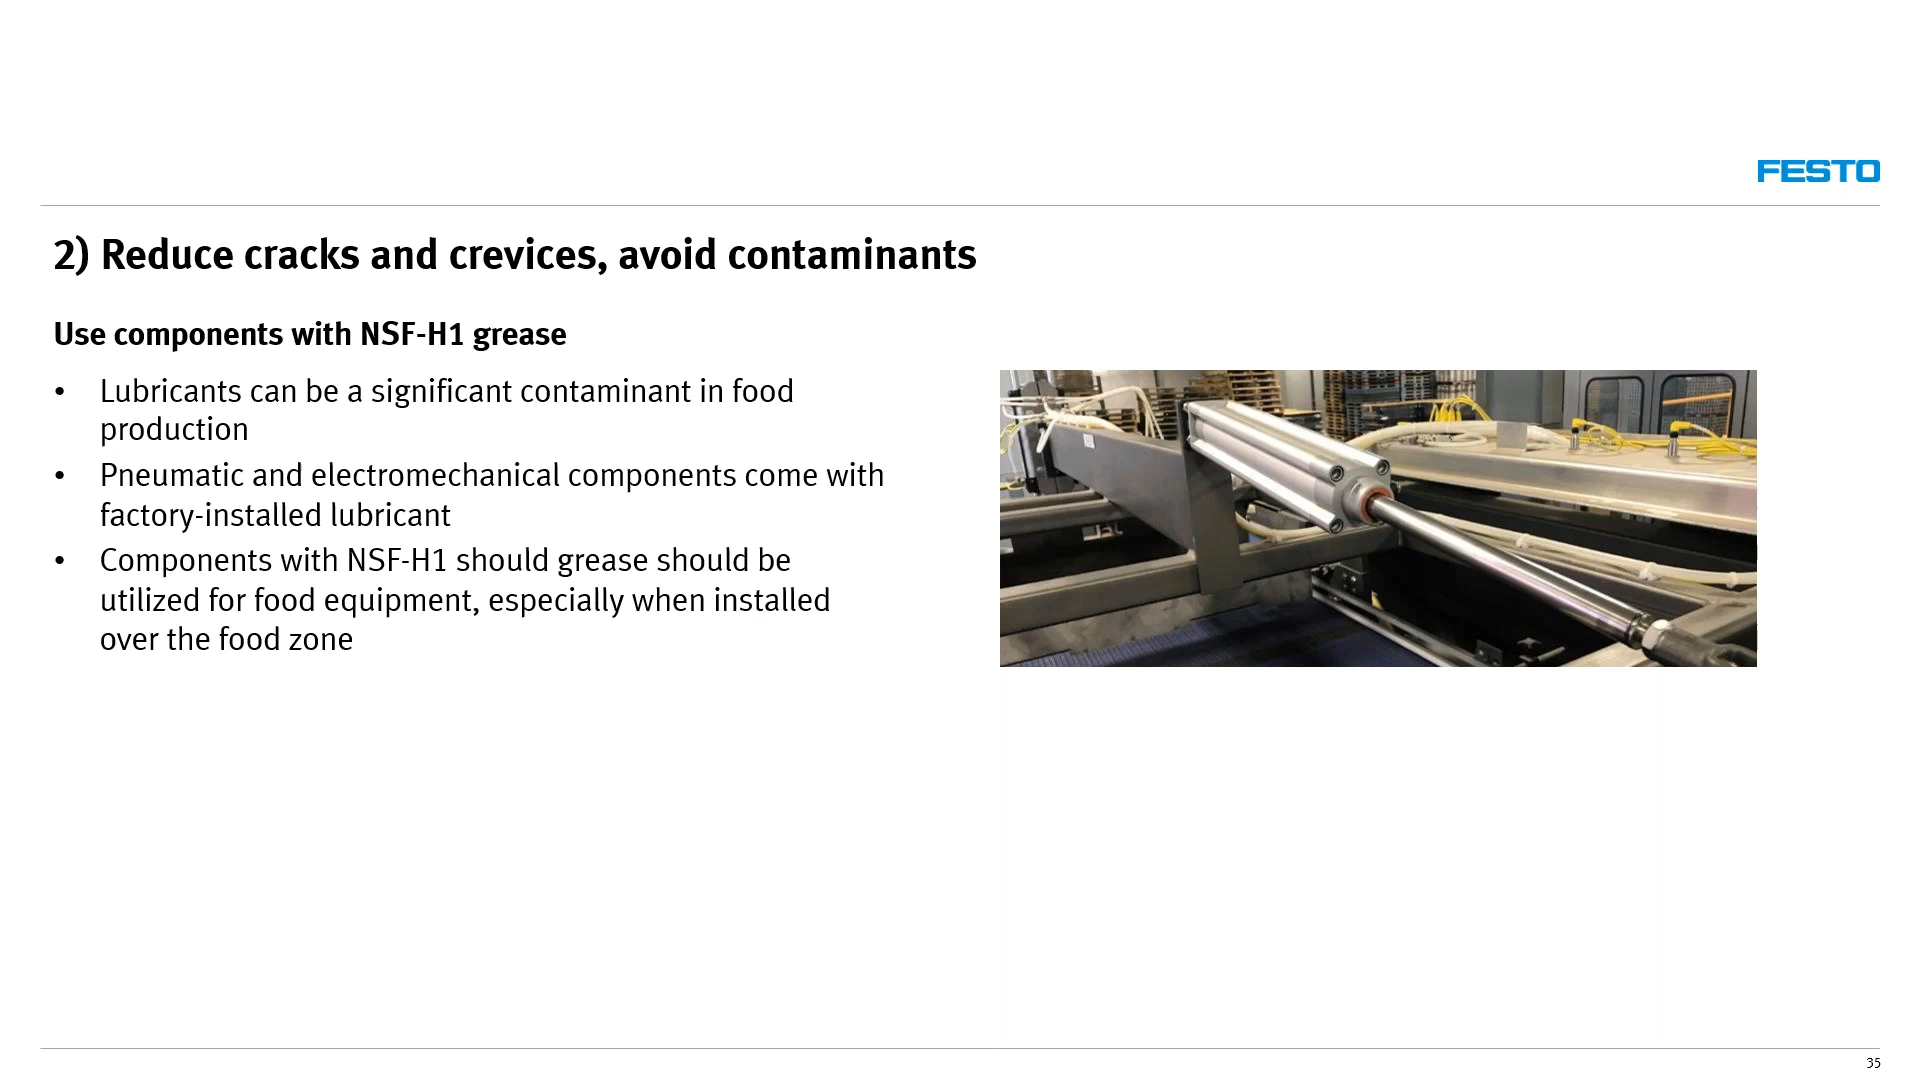 FESTO
2) Reduce cracks and crevices, avoid contaminants
Use components with NSF-H1 grease
• Lubricants can be a significant contaminant in food
production
• Pneumatic and electromechanical components come with
factory-installed lubricant
• Components with NSF-H1 should grease should be
utilized for food equipment, especially when installed
over the food zone
35